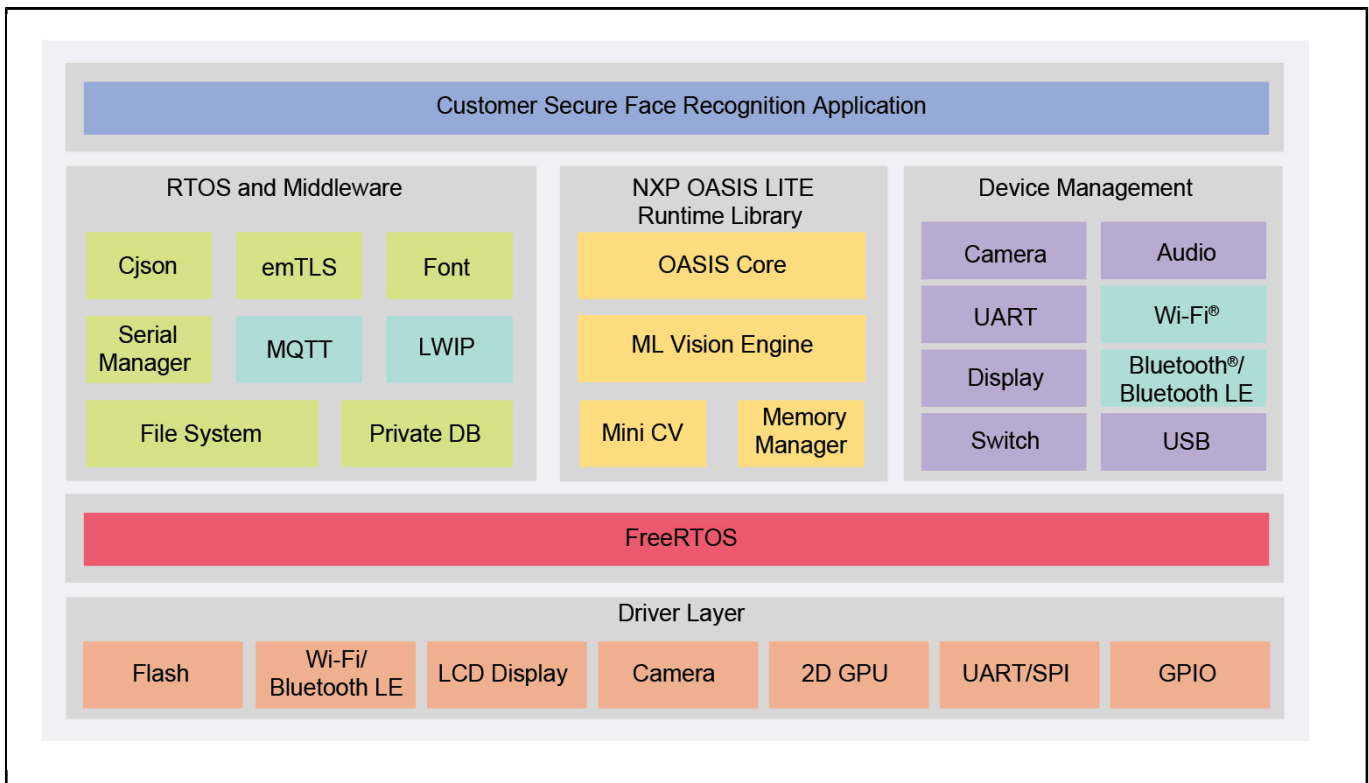 Customer Secure Face Recognition Application
RTOS and Middleware
Cjson
emTLS
Font
Serial
Manager
MQTT
LWIP
File System
Private DB
NXP OASIS LITE
Runtime Library
OASIS Core
ML Vision Engine
Mini CV
Memory
Manager
Device Management
Camera
Audio
UART
Wi-Fi®
Display
Bluetooth®/
Bluetooth LE
Switch
USB
FreeRTOS
Driver Layer
Flash
Wi-Fi/
Bluetooth LE
LCD Display
Camera
2D GPU
UART/SPI
GPIO